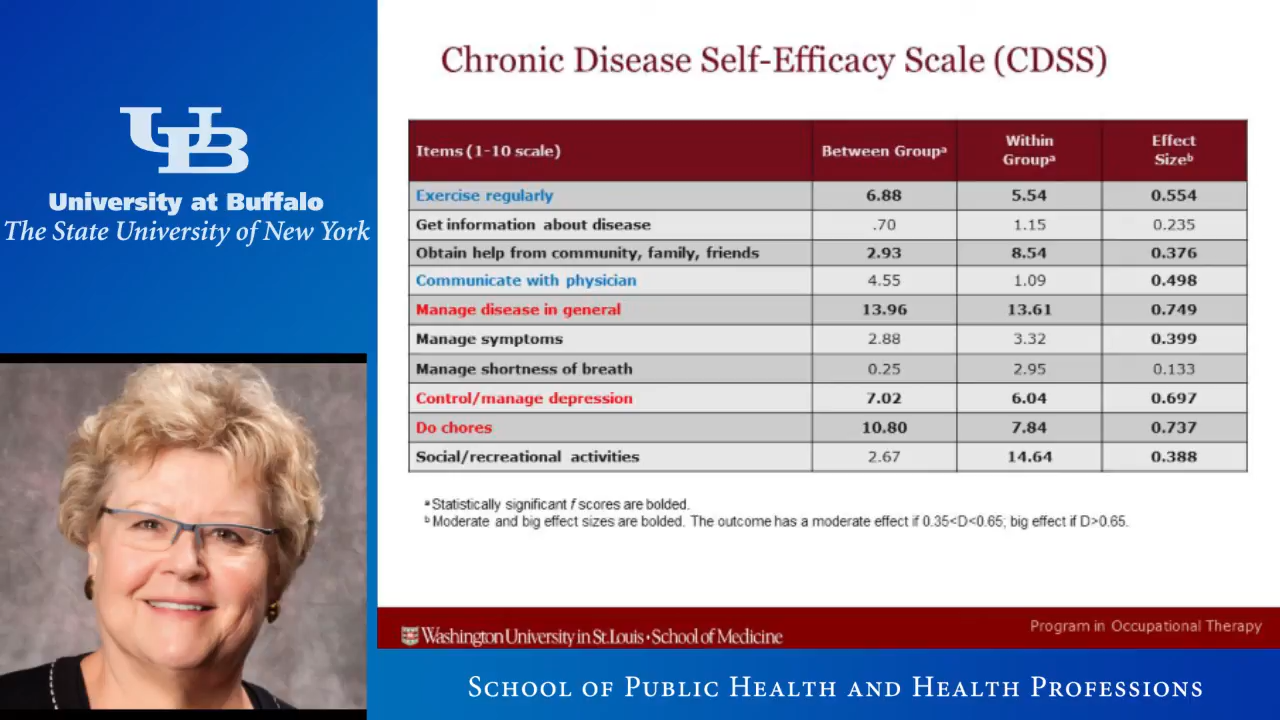 UB
University at Buffalo
The State University of New York
Chronic Disease Self-Efficacy Scale (CDSS)
Items (1-10 scale) Between Groupᵃ Within Groupᵃ Effect Sizeᵇ
Exercise regularly 6.88 5.54 0.554
Get information about disease .70 1.15 0.235
Obtain help from community, family, friends 2.93 8.54 0.376
Communicate with physician 4.55 1.09 0.498
Manage disease in general 13.96 13.61 0.749
Manage symptoms 2.88 3.32 0.399
Manage shortness of breath 0.25 2.95 0.133
Control/manage depression 7.02 6.04 0.697
Do chores 10.80 7.84 0.737
Social/recreational activities 2.67 14.64 0.388
ᵃ Statistically significant f scores are bolded.
ᵇ Moderate and big effect sizes are bolded. The outcome has a moderate effect if 0.35<D<0.65; big effect if D>0.65.
Washington University in St. Louis • School of Medicine
Program in Occupational Therapy
School of Public Health and Health Professions